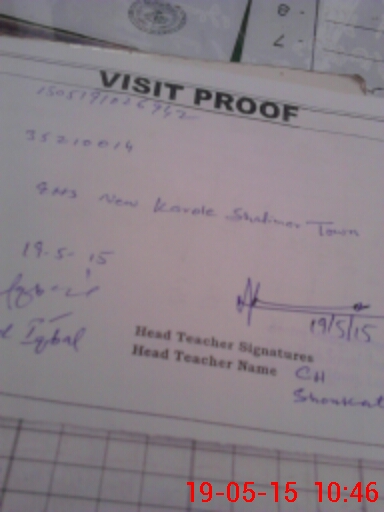 VISIT PROOF
35210014
GHS New Karole Shalimar Town
19-5-15
19/5/15
Iqbal
Head Teacher Signatures
Head Teacher Name CH
Shoukat
19-05-15 10:46